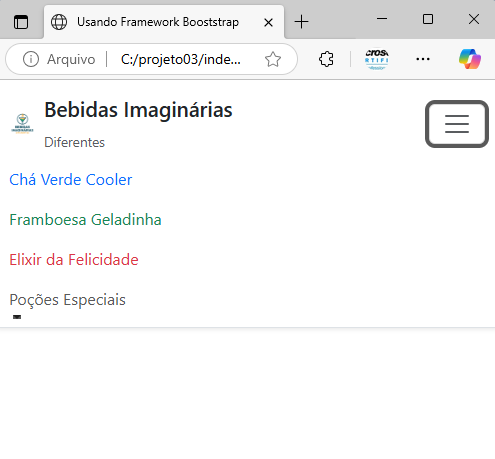 Usando Framework Booststrap
Arquivo
C:/projeto03/inde...
Bebidas Imaginárias
Diferentes
Chá Verde Cooler
Framboesa Geladinha
Elixir da Felicidade
Poções Especiais